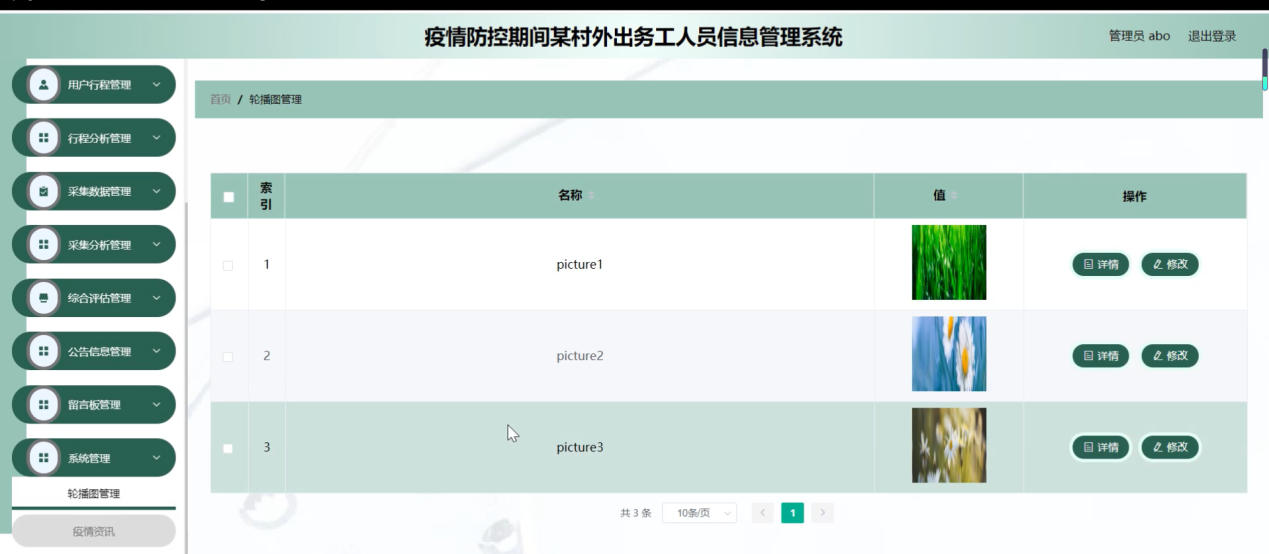 疫情防控期间某村外出务工人员信息管理系统
管理员 abo 退出登录
用户行程管理
行程分析管理
采集数据管理
采集分析管理
综合评估管理
公告信息管理
留言板管理
系统管理
轮播图管理
疫情资讯
首页 / 轮播图管理
索引 名称 值 操作
1 picture1 详情 修改
2 picture2 详情 修改
3 picture3 详情 修改
共 3 条 10条/页 < 1 >